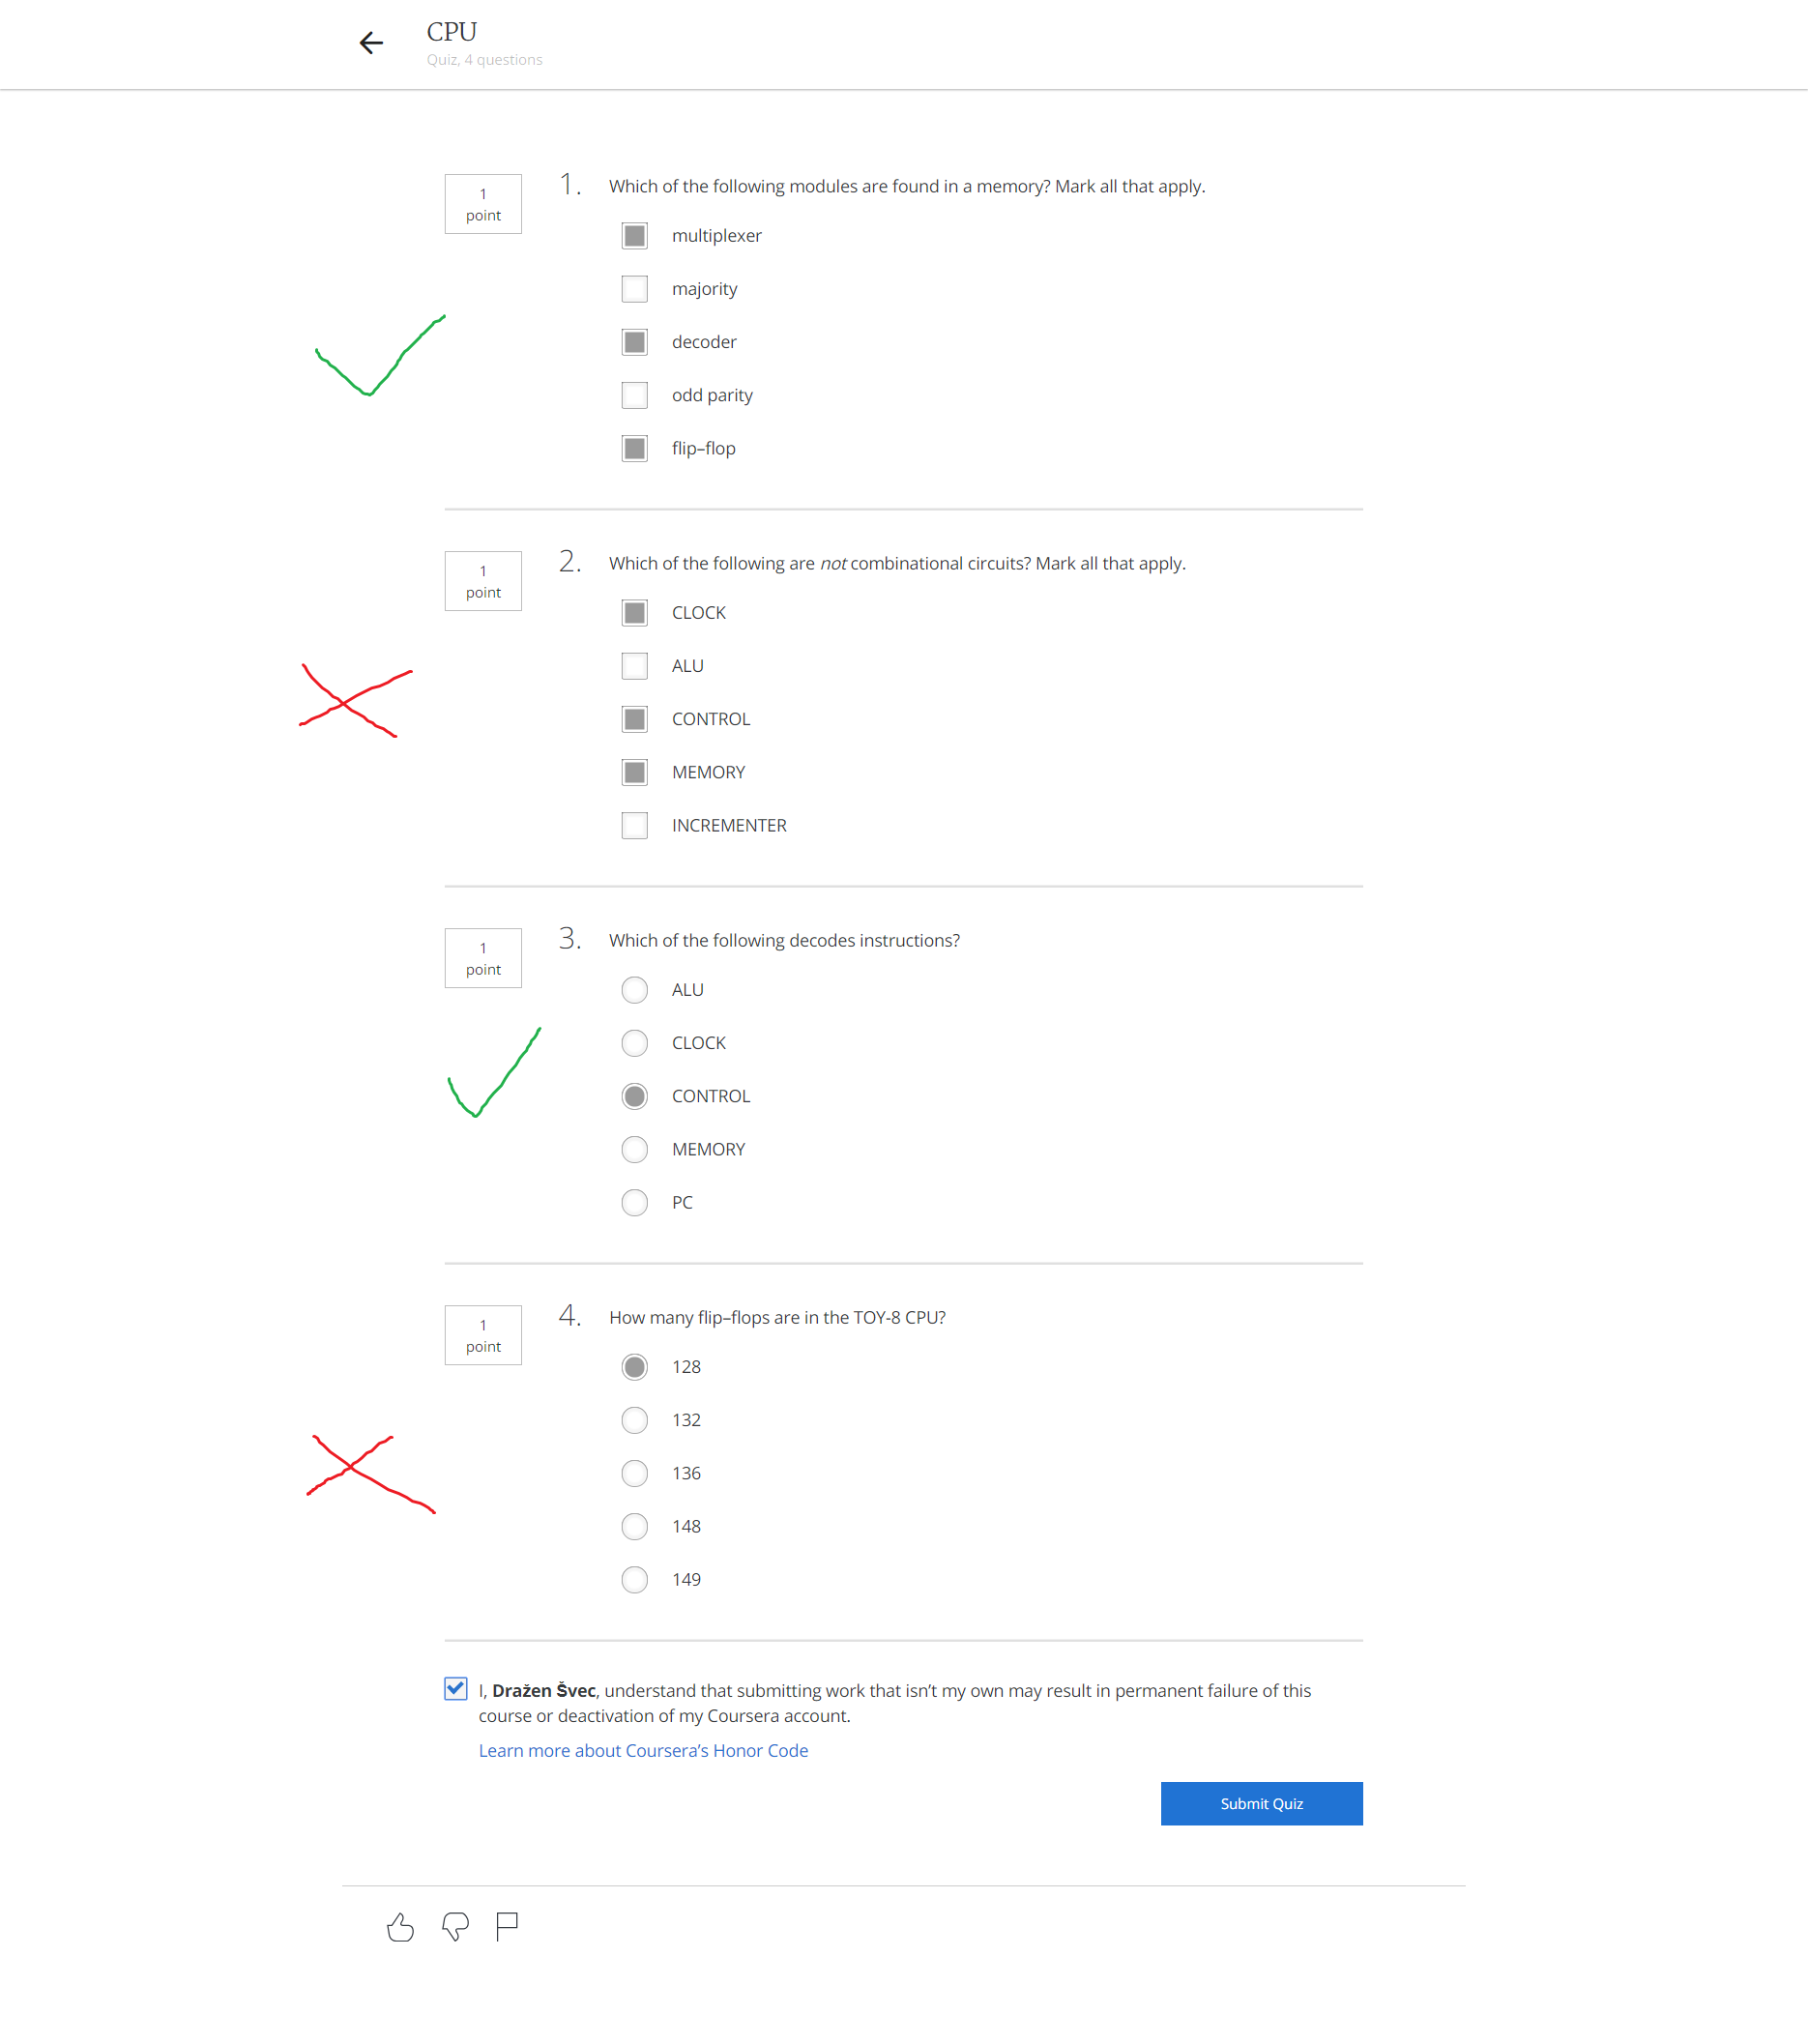 CPU
Quiz, 4 questions
1
point
1.
Which of the following modules are found in a memory? Mark all that apply.
multiplexer
majority
decoder
odd parity
flip–flop
1
point
2.
Which of the following are not combinational circuits? Mark all that apply.
CLOCK
ALU
CONTROL
MEMORY
INCREMENTER
1
point
3.
Which of the following decodes instructions?
ALU
CLOCK
CONTROL
MEMORY
PC
1
point
4.
How many flip–flops are in the TOY-8 CPU?
128
132
136
148
149
I, Dražen Švec, understand that submitting work that isn’t my own may result in permanent failure of this
course or deactivation of my Coursera account.
Learn more about Coursera’s Honor Code
Submit Quiz